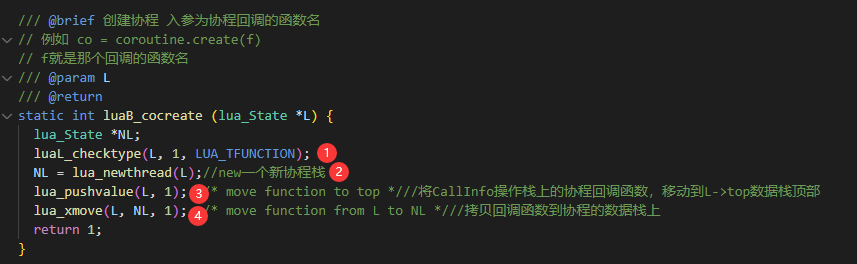 /// @brief 创建协程 入参为协程回调的函数名
// 例如 co = coroutine.create(f)
// f就是那个回调的函数名
/// @param L
/// @return
static int luaB_cocreate (lua_State *L) {
lua_State *NL;
luaL_checktype(L, 1, LUA_TFUNCTION); 1
NL = lua_newthread(L);//new一个新协程栈 2
lua_pushvalue(L, 1); 3 /* move function to top *///将CallInfo操作栈上的协程回调函数，移动到L->top数据栈顶部
lua_xmove(L, NL, 1); 4 /* move function from L to NL *///拷贝回调函数到协程的数据栈上
return 1;
}